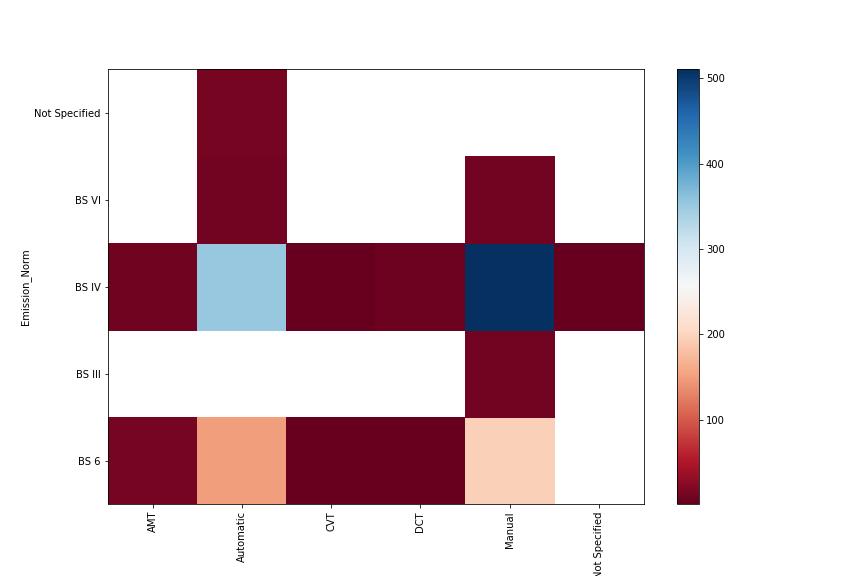 Not Specified
BS VI
BS IV
BS III
BS 6
Emission_Norm
AMT
Automatic
CVT
DCT
Manual
Not Specified
500
400
300
200
100